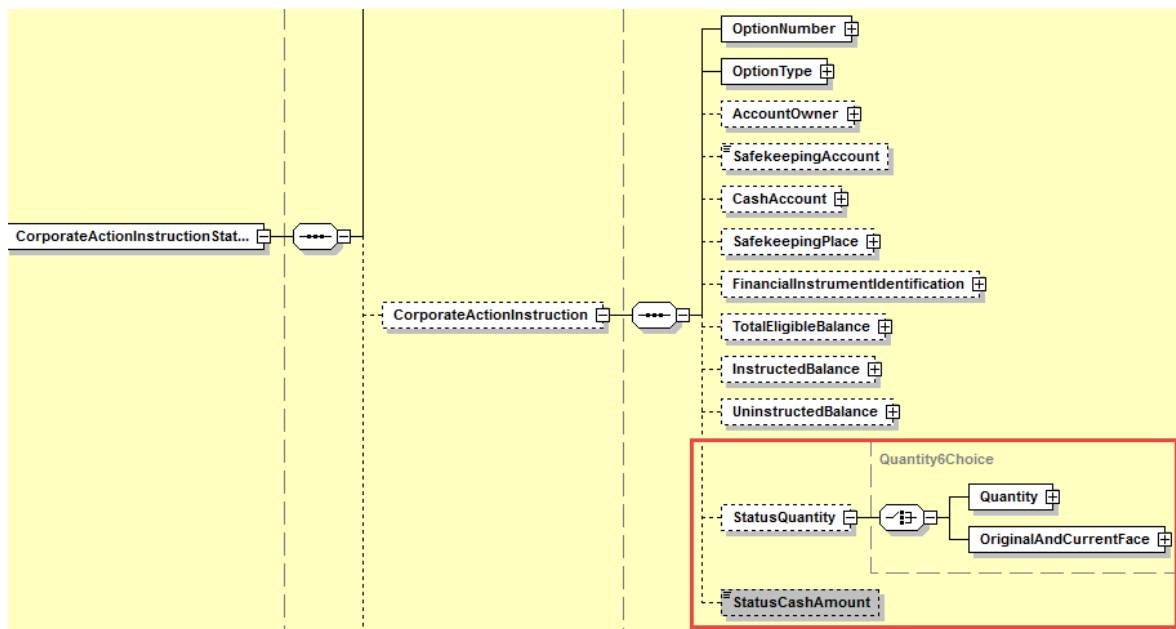 OptionNumber
OptionType
AccountOwner
SafekeepingAccount
CashAccount
CorporateActionInstructionStat...
SafekeepingPlace
FinancialInstrumentIdentification
CorporateActionInstruction
TotalEligibleBalance
InstructedBalance
UninstructedBalance
Quantity6Choice
Quantity
StatusQuantity
OriginalAndCurrentFace
StatusCashAmount